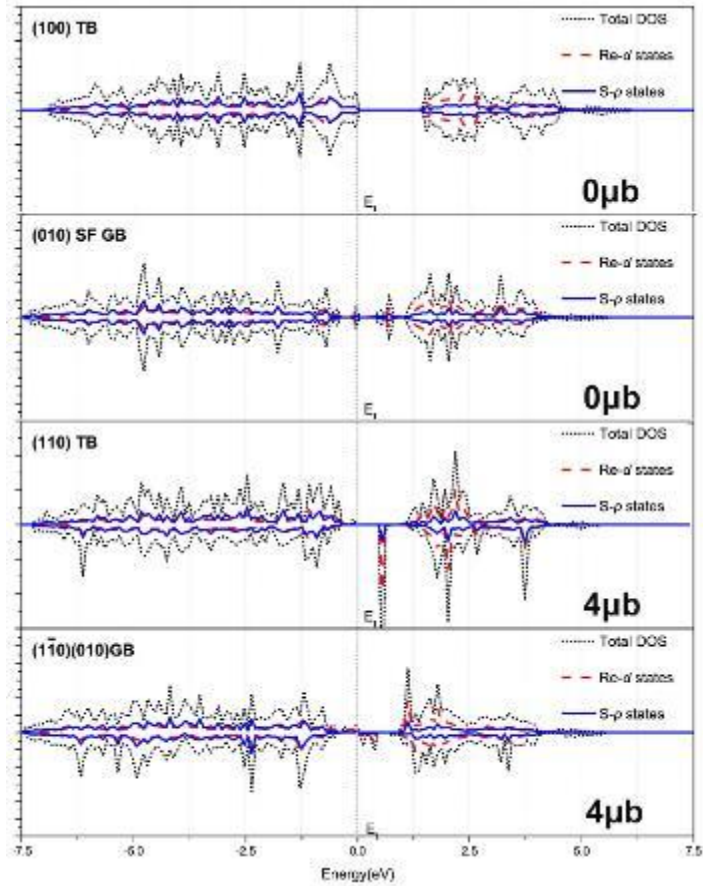 (100) TB
Total DOS
Re-d states
S-p states
0μb
E_f
(010) SF GB
Total DOS
Re-d states
S-p states
0μb
E_f
(110) TB
Total DOS
Re-d states
S-p states
4μb
E_f
(11̄0)(010)GB
Total DOS
Re-d states
S-p states
4μb
E_f
-7.5 -5.0 -2.5 0.0 2.5 5.0 7.5
Energy(eV)